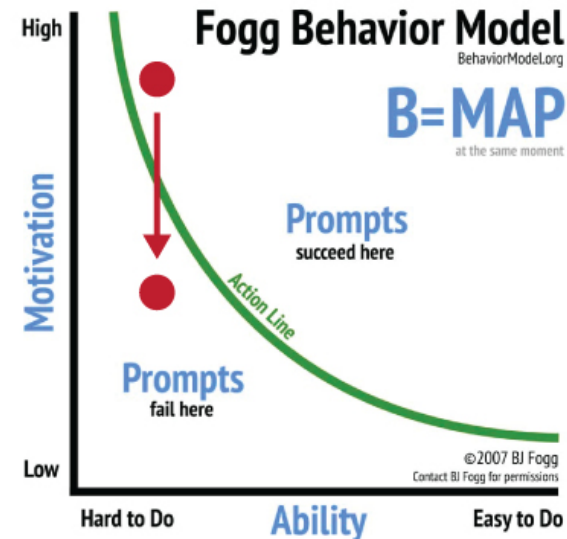 High
Fogg Behavior Model
BehaviorModel.org
B=MAP
at the same moment
Motivation
Prompts
succeed here
Action Line
Prompts
fail here
Low
©2007 BJ Fogg
Contact BJ Fogg for permissions
Hard to Do
Ability
Easy to Do